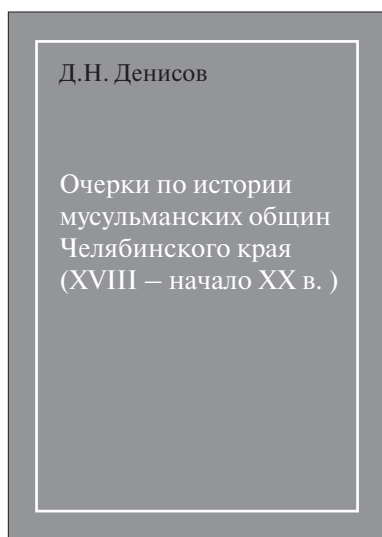 Д.Н. Денисов
Очерки по истории
мусульманских общин
Челябинского края
(XVIII – начало XX в. )